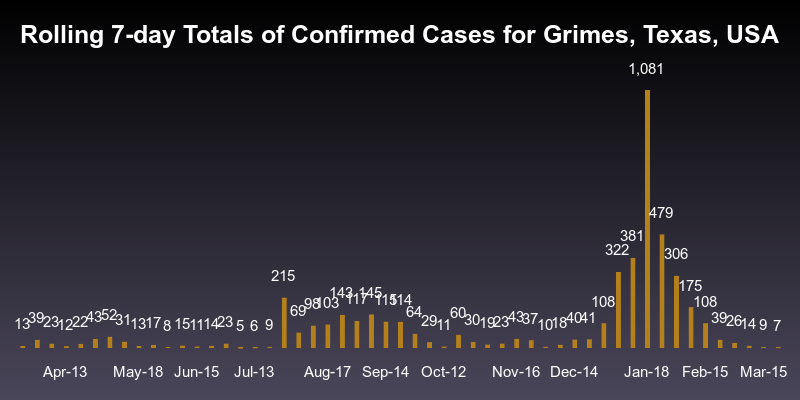 Rolling 7-day Totals of Confirmed Cases for Grimes, Texas, USA
1,081
479
381
322
306
215
175
143 145
117 115 114
108 108
98 103
69 64 60
13 39 23 12 22 43 52 31 13 17 8 15 11 14 23 5 6 9 29 11 30 19 23 43 37 10 18 40 41 39 26 14 9 7
Apr-13 May-18 Jun-15 Jul-13 Aug-17 Sep-14 Oct-12 Nov-16 Dec-14 Jan-18 Feb-15 Mar-15